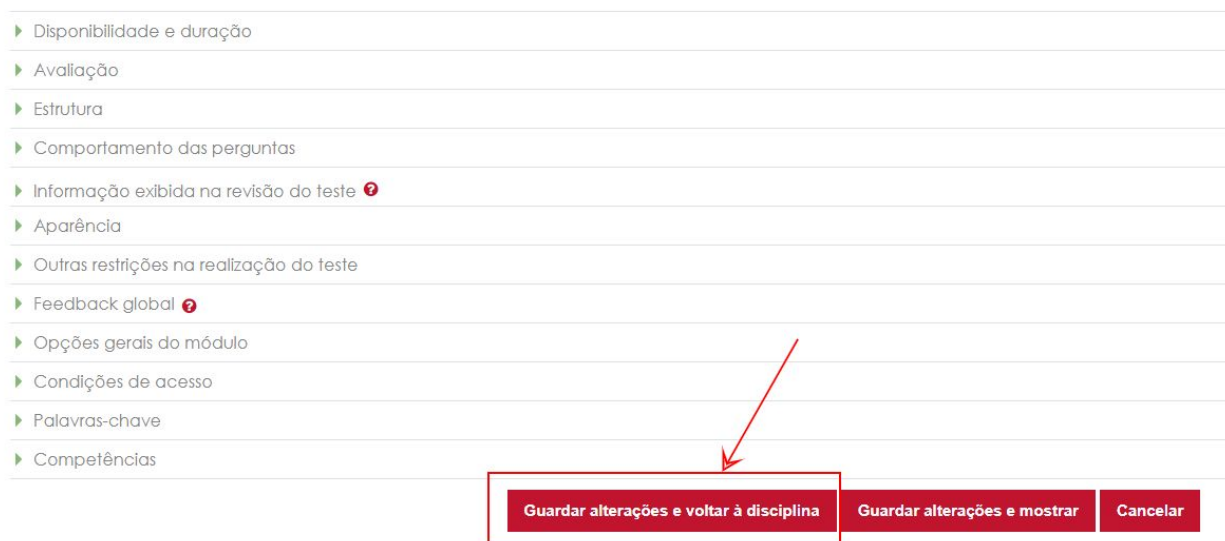 Disponibilidade e duração
Avaliação
Estrutura
Comportamento das perguntas
Informação exibida na revisão do teste ?
Aparência
Outras restrições na realização do teste
Feedback global ?
Opções gerais do módulo
Condições de acesso
Palavras-chave
Competências
Guardar alterações e voltar à disciplina Guardar alterações e mostrar Cancelar